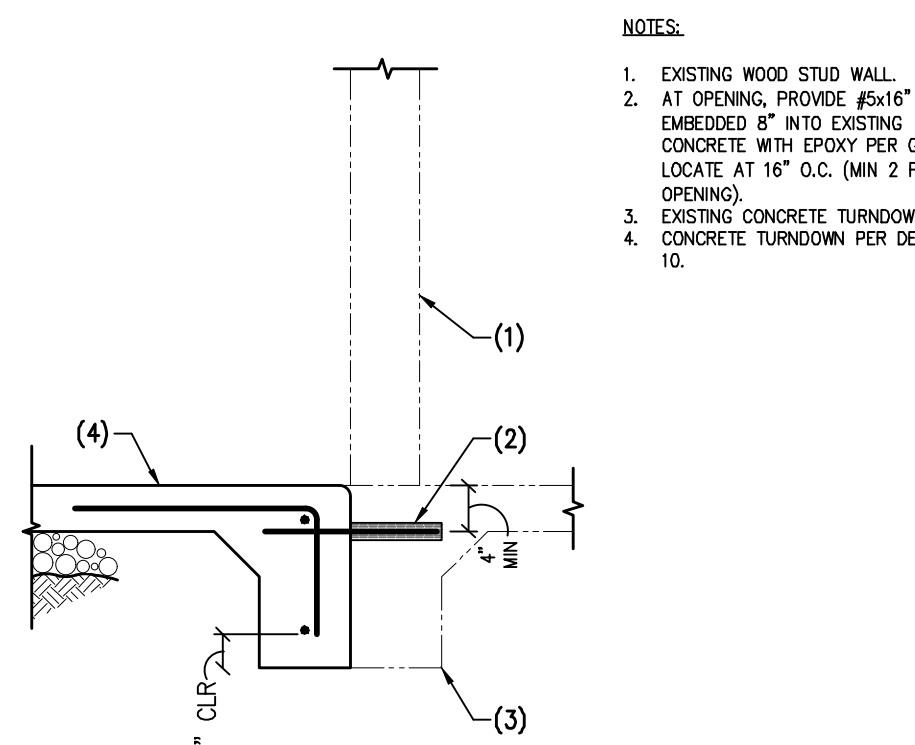 NOTES:
1. EXISTING WOOD STUD WALL.
2. AT OPENING, PROVIDE #5x16"
EMBEDDED 8" INTO EXISTING
CONCRETE WITH EPOXY PER
LOCATE AT 16" O.C. (MIN 2
OPENING).
3. EXISTING CONCRETE
4. CONCRETE TURNDOWN PER
10.
(1)
(4)
(2)
4"
MIN
" CLR
(3)